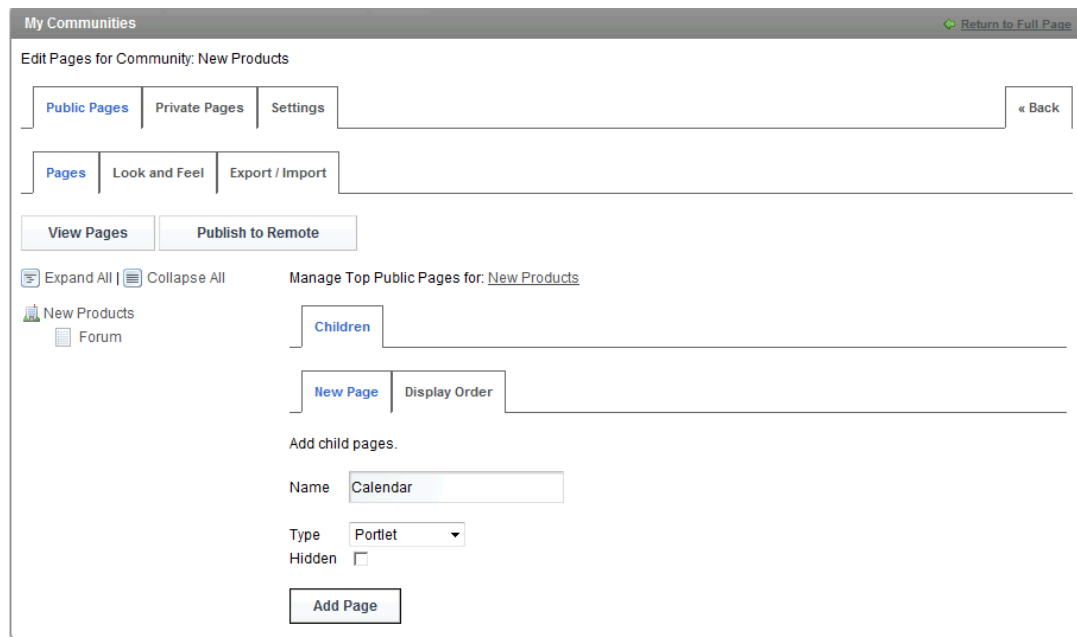 My Communities Return to Full Page
Edit Pages for Community: New Products
Public Pages Private Pages Settings « Back
Pages Look and Feel Export / Import
View Pages Publish to Remote
Expand All | Collapse All Manage Top Public Pages for: New Products
New Products
Forum
Children
New Page Display Order
Add child pages.
Name Calendar
Type Portlet
Hidden
Add Page